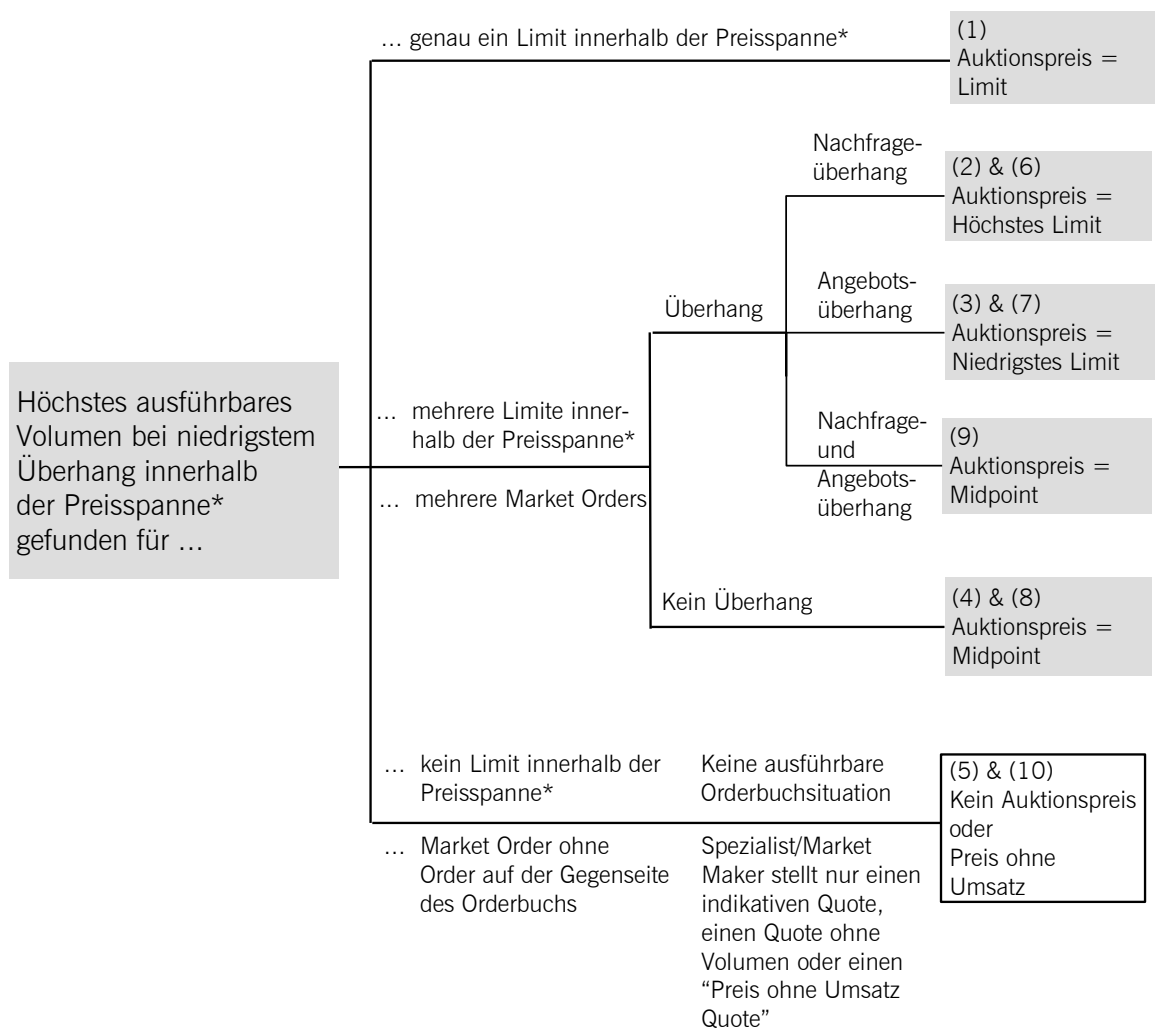 ... genau ein Limit innerhalb der Preisspanne*
(1)
Auktionspreis =
Limit
Nachfrage-
überhang
(2) & (6)
Auktionspreis =
Höchstes Limit
Überhang
Angebots-
überhang
(3) & (7)
Auktionspreis =
Niedrigstes Limit
Höchstes ausführbares
Volumen bei niedrigstem
Überhang innerhalb
der Preisspanne*
gefunden für ...
... mehrere Limite inner-
halb der Preisspanne*
... mehrere Market Orders
Nachfrage-
und
Angebots-
überhang
(9)
Auktionspreis =
Midpoint
Kein Überhang
(4) & (8)
Auktionspreis =
Midpoint
... kein Limit innerhalb der
Preisspanne*
Keine ausführbare
Orderbuchsituation
(5) & (10)
Kein Auktionspreis
oder
Preis ohne
Umsatz
... Market Order ohne
Order auf der Gegenseite
des Orderbuchs
Spezialist/Market
Maker stellt nur einen
indikativen Quote,
einen Quote ohne
Volumen oder einen
“Preis ohne Umsatz
Quote”